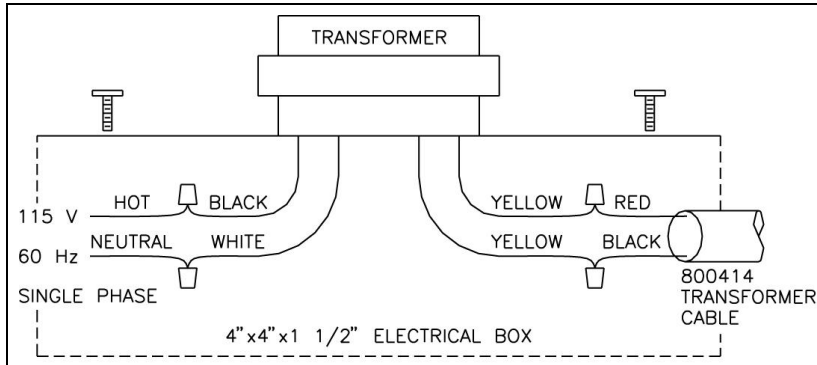 TRANSFORMER
HOT BLACK YELLOW RED
115 V
NEUTRAL WHITE YELLOW BLACK
60 Hz
SINGLE PHASE
800414
TRANSFORMER
CABLE
4"x4"x1 1/2" ELECTRICAL BOX